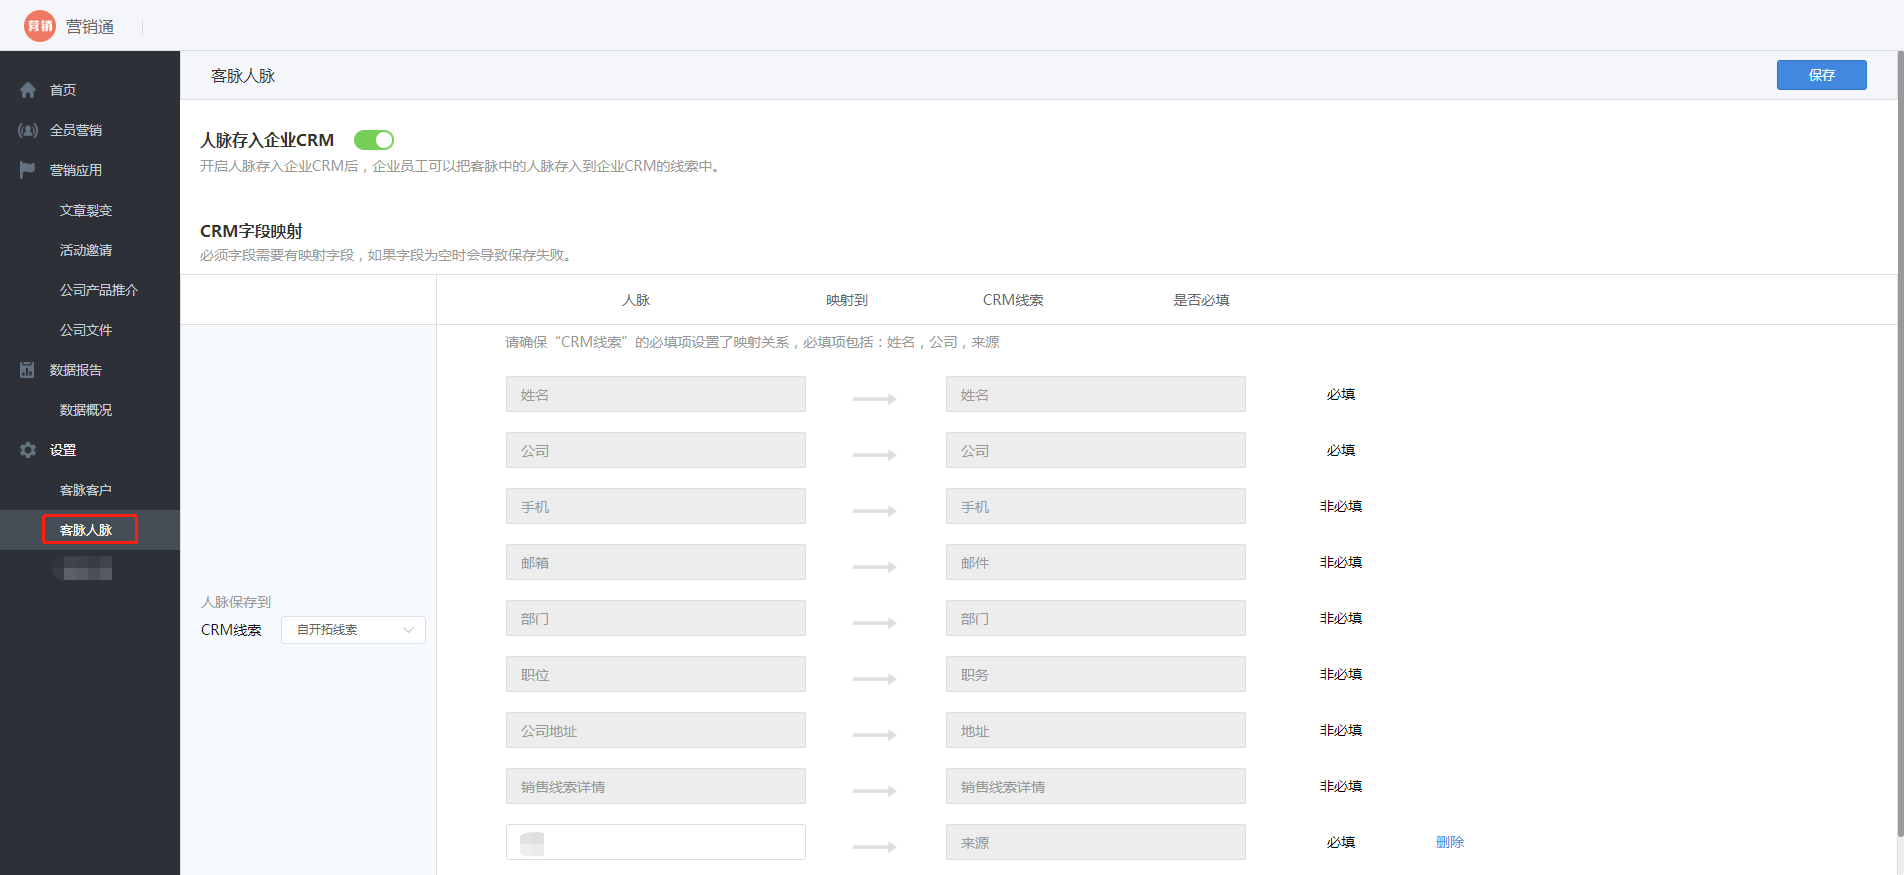 营销 营销通
首页
全员营销
营销应用
文章裂变
活动邀请
公司产品推介
公司文件
数据报告
数据概况
设置
客脉客户
客脉人脉
客脉人脉 保存
人脉存入企业CRM
开启人脉存入企业CRM后，企业员工可以把客脉中的人脉存入到企业CRM的线索中。
CRM字段映射
必须字段需要有映射字段，如果字段为空时会导致保存失败。
人脉 映射到 CRM线索 是否必填
人脉保存到
CRM线索 自开拓线索
请确保“CRM线索”的必填项设置了映射关系，必填项包括：姓名，公司，来源
姓名 姓名 必填
公司 公司 必填
手机 手机 非必填
邮箱 邮件 非必填
部门 部门 非必填
职位 职务 非必填
公司地址 地址 非必填
销售线索详情 销售线索详情 非必填
来源 必填 删除